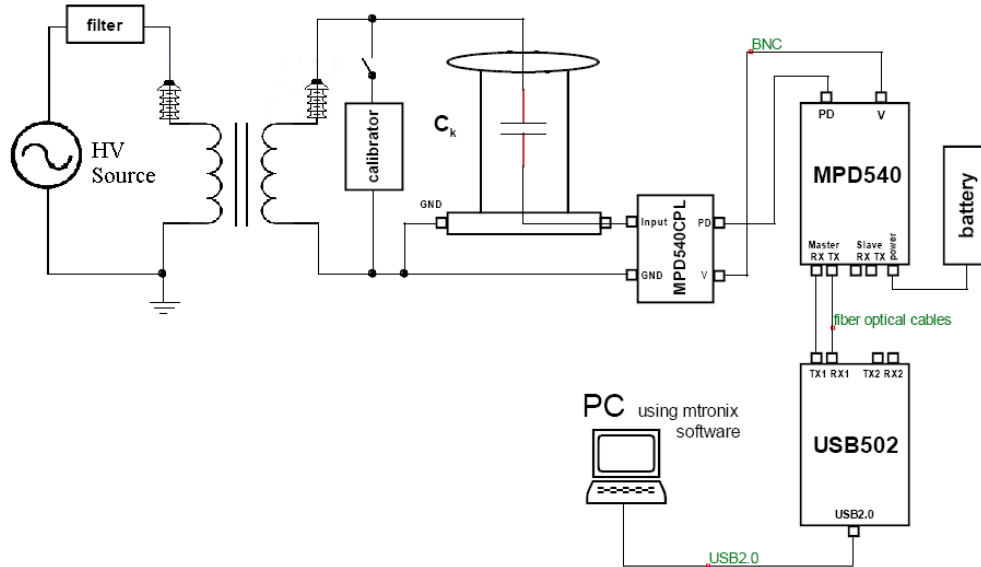 filter
HV
Source
calibrator
C k
GND
Input
GND
PD
V
MPD540CPL
BNC
PD V
MPD540
Master Slave
RX TX RX TX power
battery
fiber optical cables
TX1 RX1 TX2 RX2
USB502
USB2.0
PC using mtronix
software
USB2.0